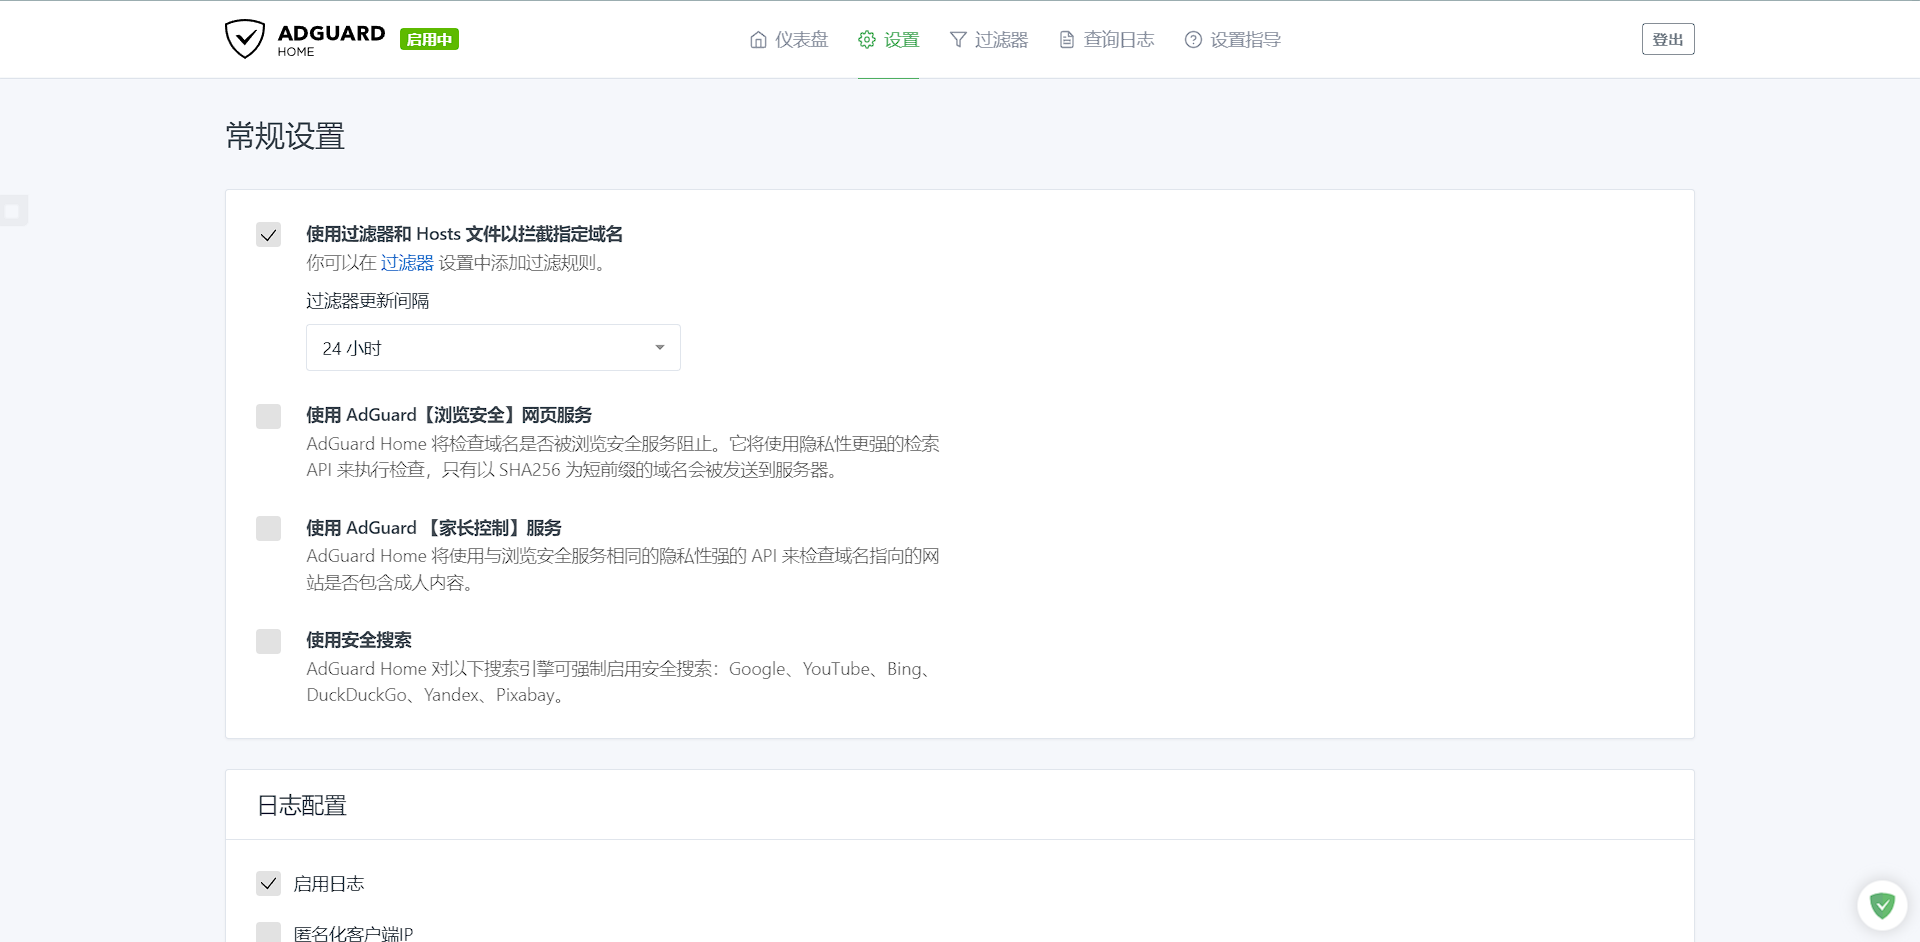 ADGUARD
HOME
启用中
仪表盘
设置
过滤器
查询日志
设置指导
登出
常规设置
使用过滤器和 Hosts 文件以拦截指定域名
你可以在 过滤器 设置中添加过滤规则。
过滤器更新间隔
24 小时
使用 AdGuard【浏览安全】网页服务
AdGuard Home 将检查域名是否被浏览安全服务阻止。它将使用隐私性更强的检索
API 来执行检查，只有以 SHA256 为短前缀的域名会被发送到服务器。
使用 AdGuard 【家长控制】服务
AdGuard Home 将使用与浏览安全服务相同的隐私性强的 API 来检查域名指向的网
站是否包含成人内容。
使用安全搜索
AdGuard Home 对以下搜索引擎可强制启用安全搜索：Google、YouTube、Bing、
DuckDuckGo、Yandex、Pixabay。
日志配置
启用日志
匿名化客户端IP